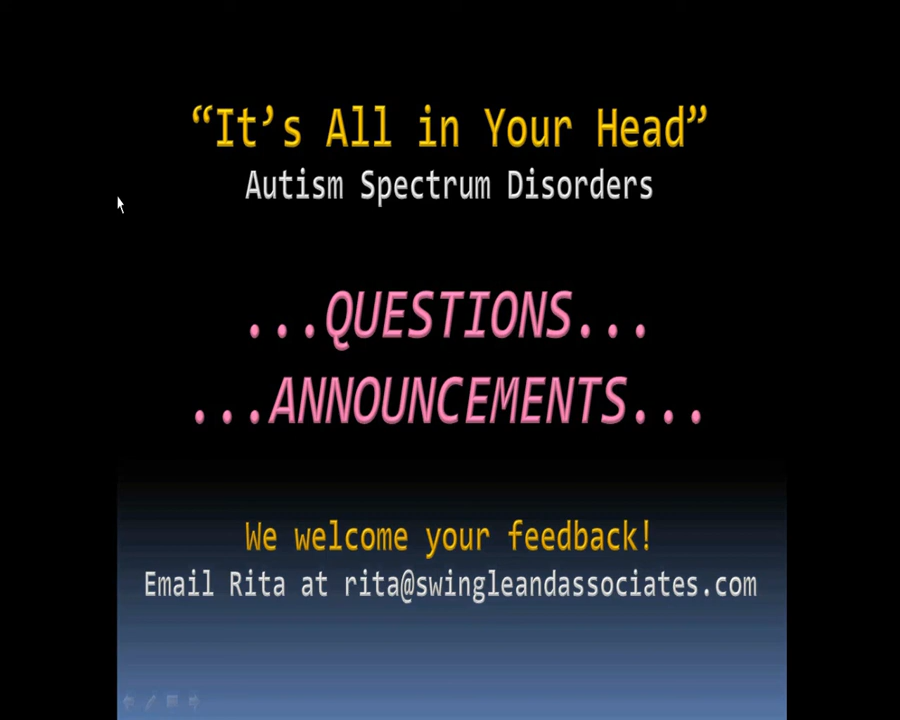 “It’s All in Your Head”
Autism Spectrum Disorders
...QUESTIONS...
...ANNOUNCEMENTS...
We welcome your feedback!
Email Rita at rita@swingleandassociates.com